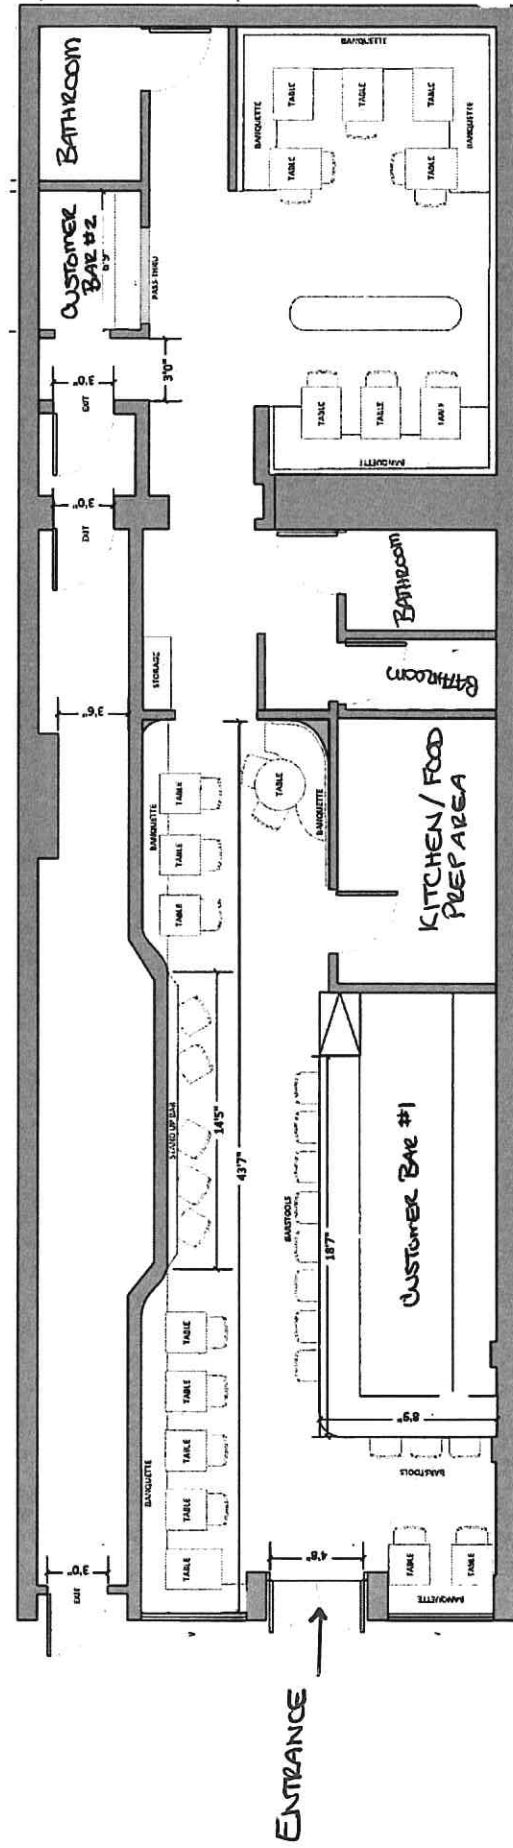 BATHROOM
BANQUETTE
BANQUETTE
TABLE
TABLE
TABLE
BANQUETTE
TABLE
TABLE
CUSTOMER
BAR #2
PASS THRU
3'0"
EXIT
3'0"
TABLE
TABLE
TABLE
BANQUETTE
3'0"
EXIT
BATHROOM
BATHROOM
STORAGE
3'6"
BANQUETTE
TABLE
TABLE
TABLE
TABLE
BANQUETTE
KITCHEN / FOOD
PREP AREA
STAND UP BAR
14'5"
43'7"
BARSTOOLS
18'7"
CUSTOMER BAR #1
8'9"
BARSTOOLS
BANQUETTE
TABLE
TABLE
TABLE
TABLE
TABLE
3'0"
EXIT
4'8"
TABLE
TABLE
BANQUETTE
ENTRANCE